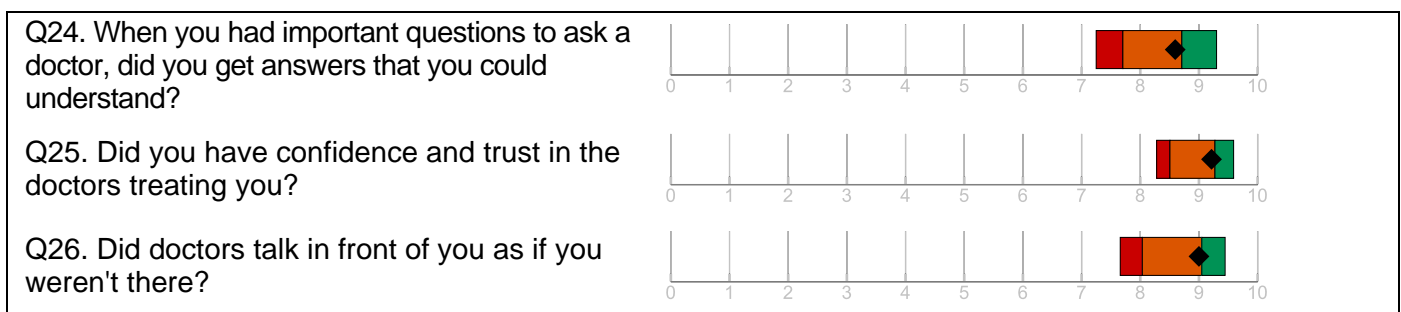 Q24. When you had important questions to ask a
doctor, did you get answers that you could
understand?
0 1 2 3 4 5 6 7 8 9 10
Q25. Did you have confidence and trust in the
doctors treating you?
0 1 2 3 4 5 6 7 8 9 10
Q26. Did doctors talk in front of you as if you
weren't there?
0 1 2 3 4 5 6 7 8 9 10